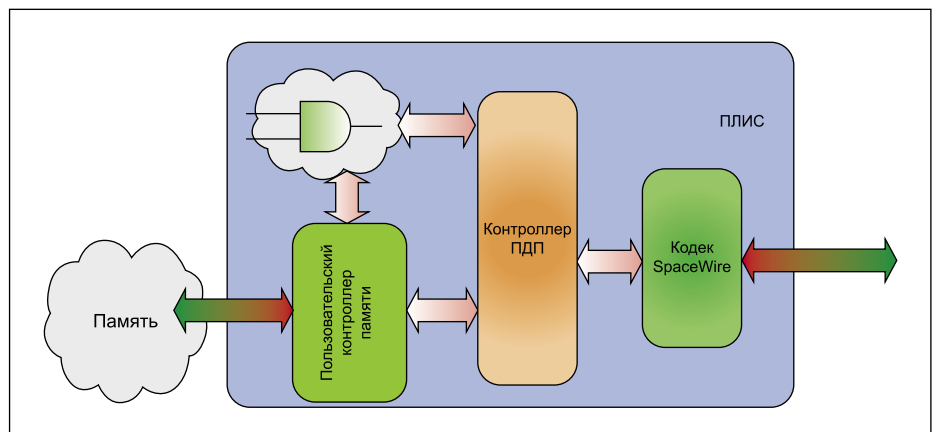 ПЛИС
Контроллер
ПДП
Кодек
SpaceWire
Пользовательский
контроллер
памяти
Память